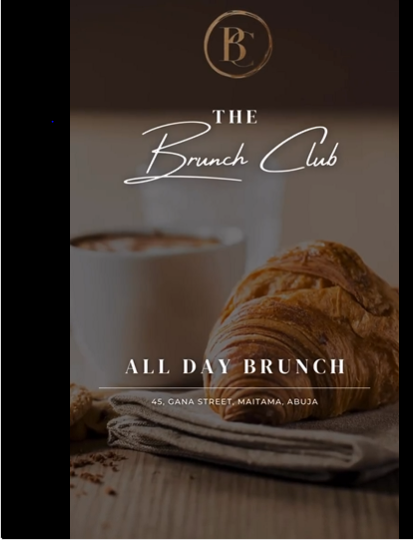 BC
THE
Brunch Club
ALL DAY BRUNCH
45, GANA STREET, MAITAMA, ABUJA